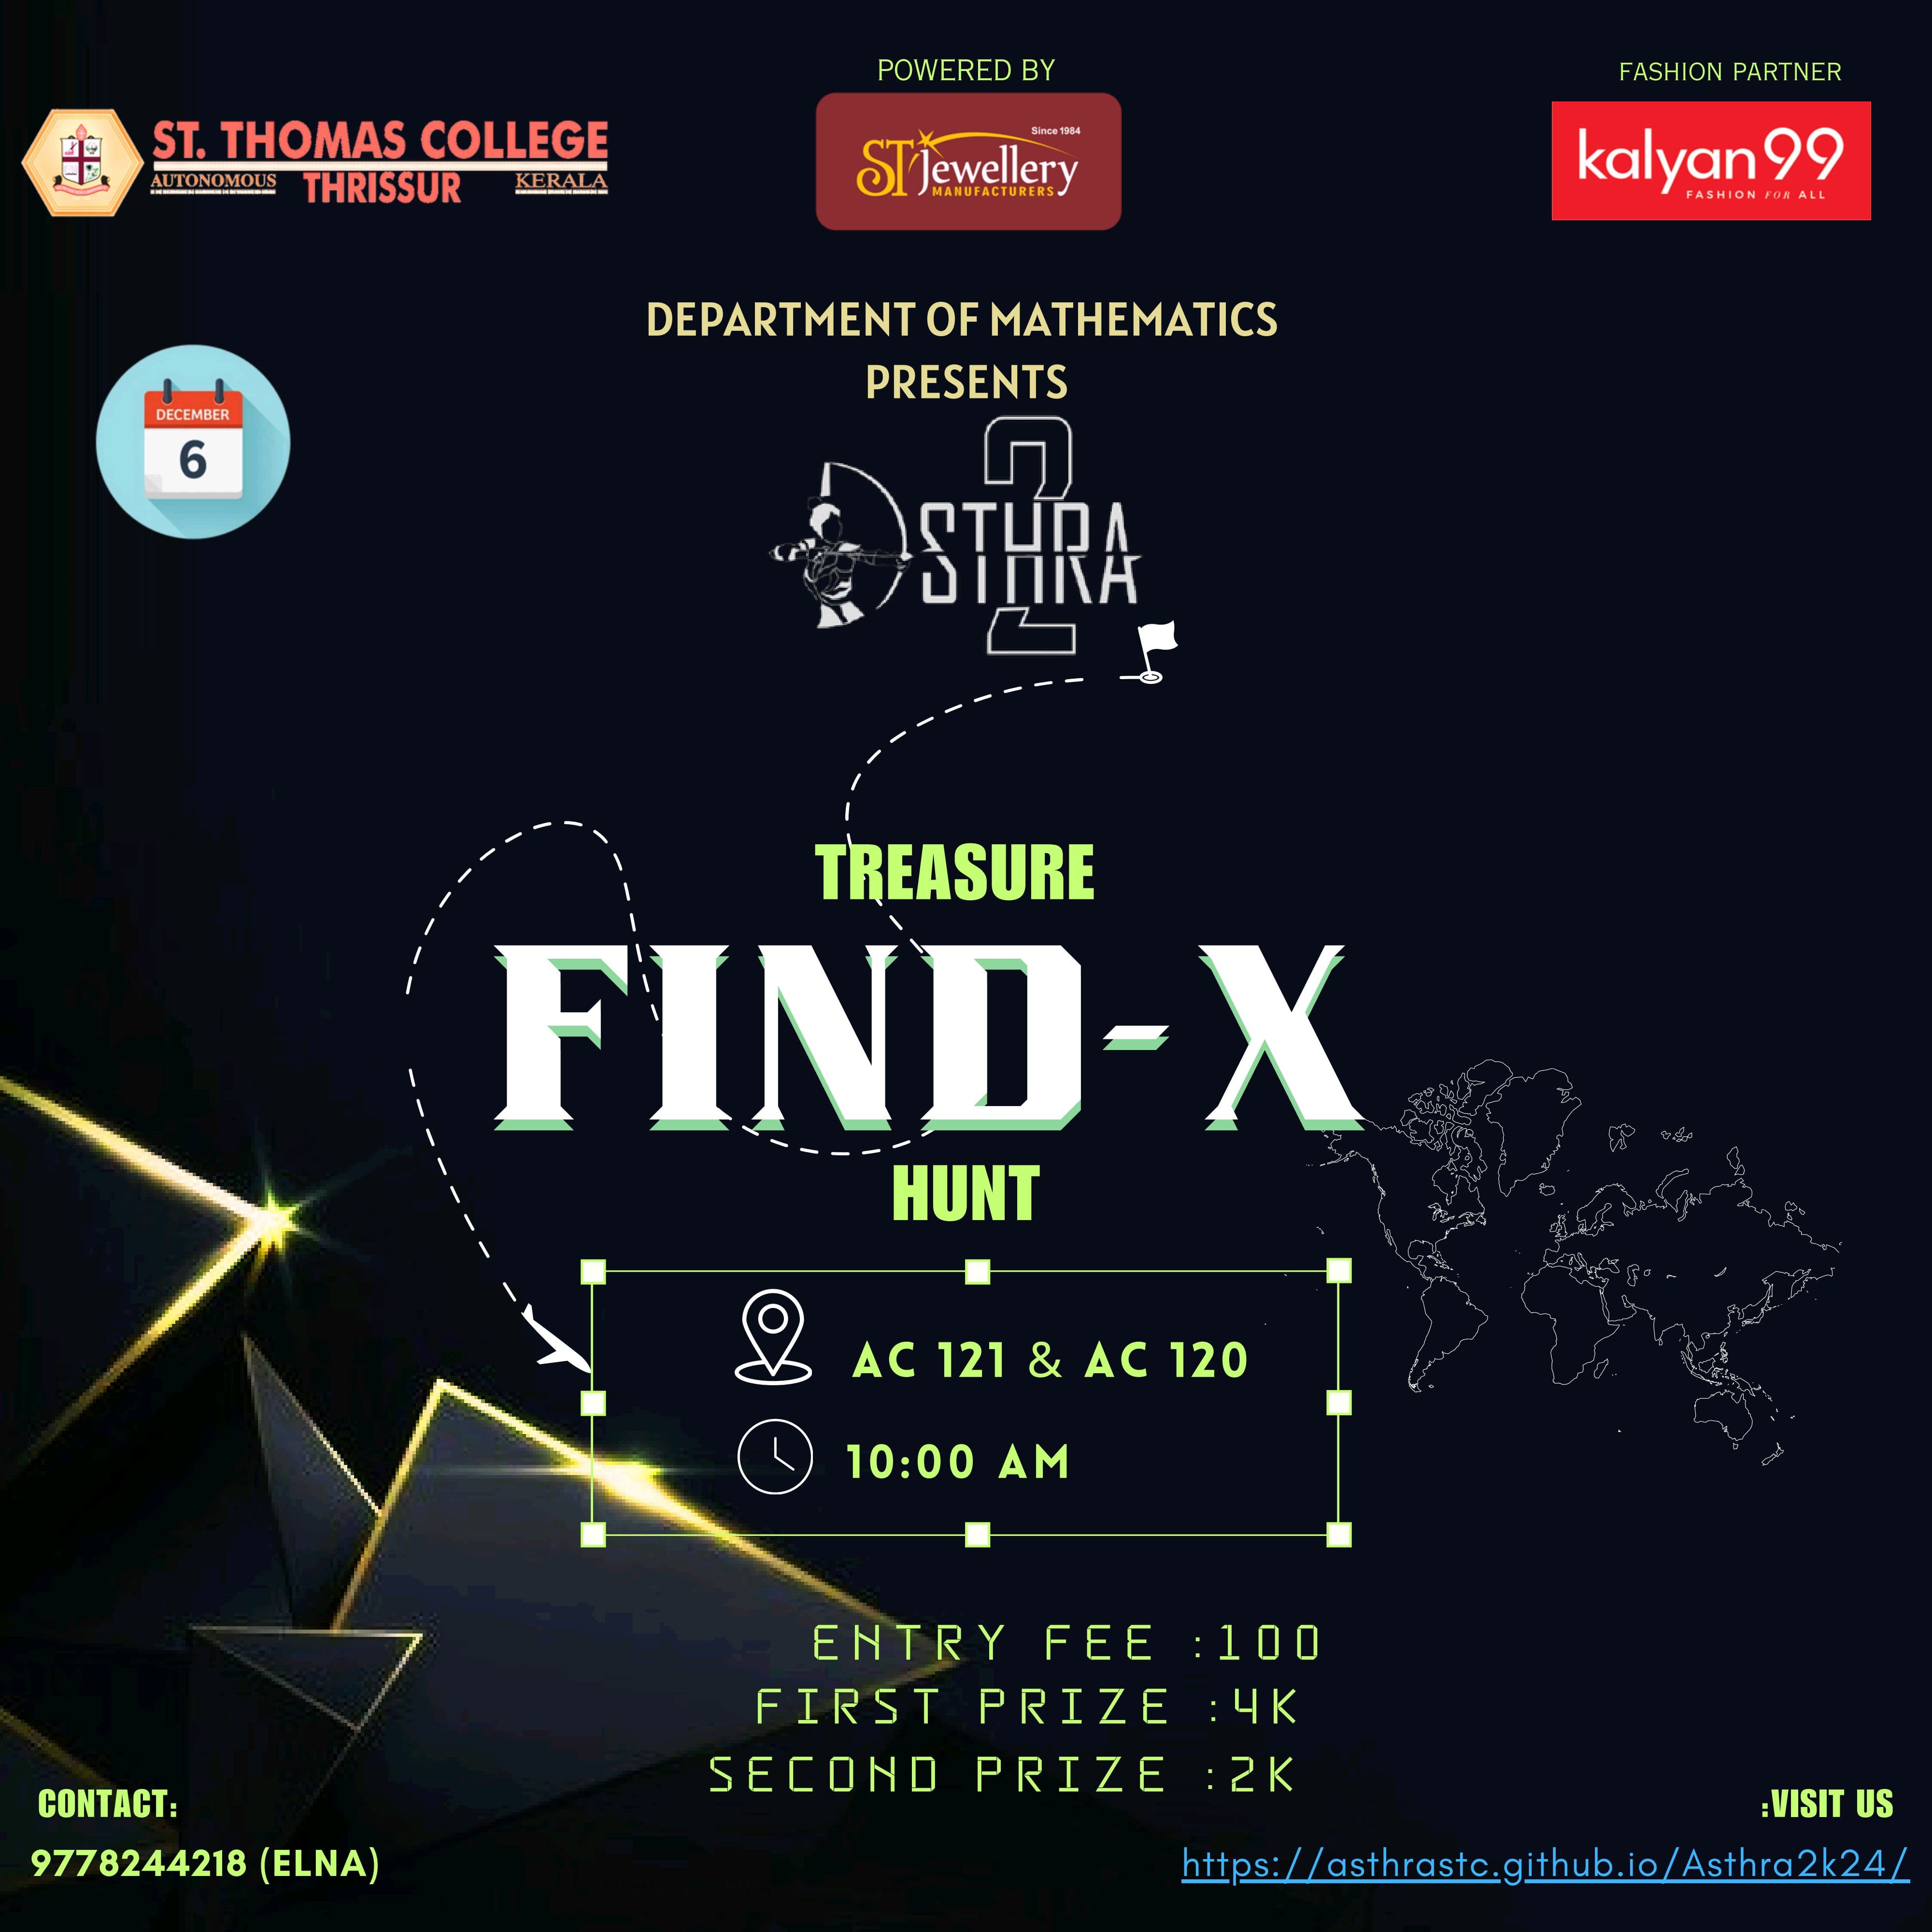 POWERED BY
FASHION PARTNER
ST. THOMAS COLLEGE
AUTONOMOUS THRISSUR KERALA
Since 1984
ST Jewellery
MANUFACTURERS
kalyan99
FASHION FOR ALL
DEPARTMENT OF MATHEMATICS
PRESENTS
DECEMBER
6
2
STHRA
TREASURE
FIND-X
HUNT
AC 121 & AC 120
10:00 AM
ENTRY FEE :100
FIRST PRIZE :4K
SECOND PRIZE :2K
CONTACT:
9778244218 (ELNA)
:VISIT US
https://asthrastc.github.io/Asthra2k24/